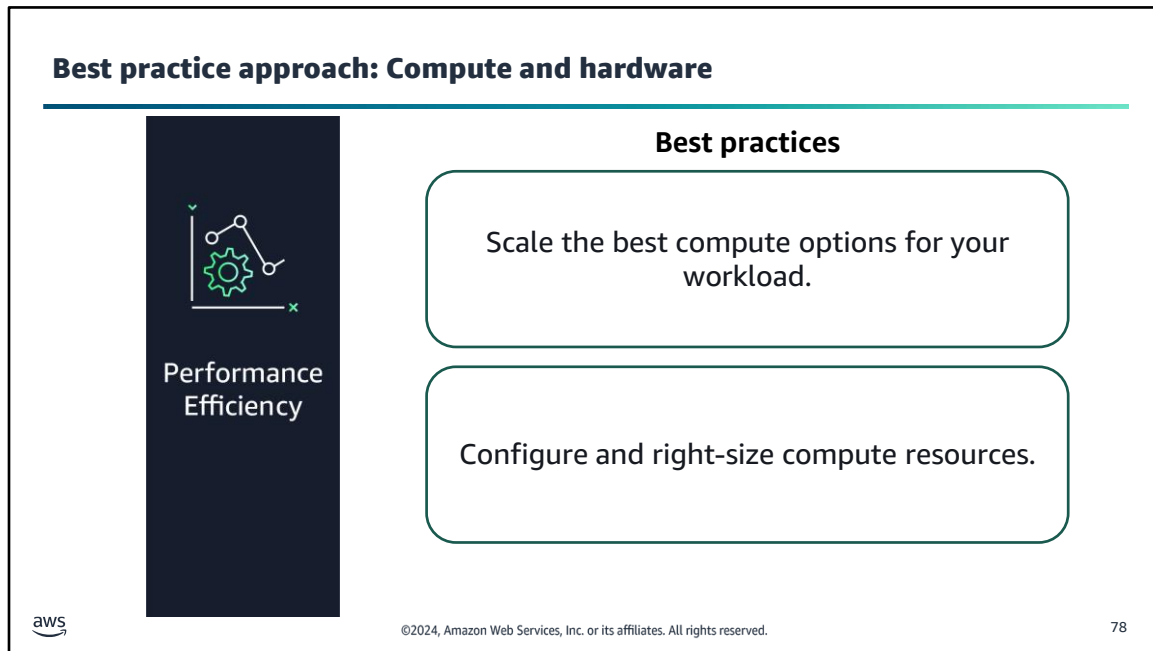 Best practice approach: Compute and hardware
Performance
Efficiency
Best practices
Scale the best compute options for your
workload.
Configure and right-size compute resources.
aws
©2024, Amazon Web Services, Inc. or its affiliates. All rights reserved.
78